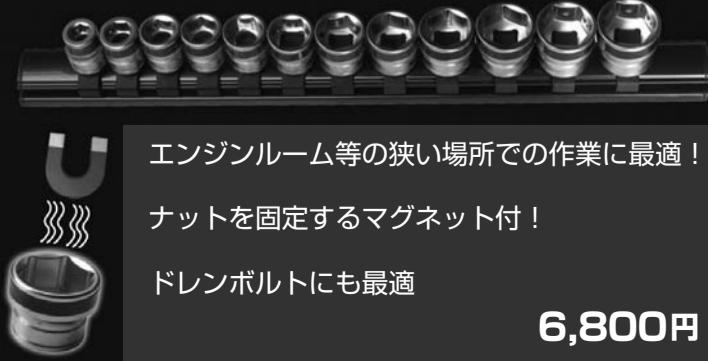 エンジンルーム等の狭い場所での作業に最適！
ナットを固定するマグネット付！
ドレンボルトにも最適
6,800円